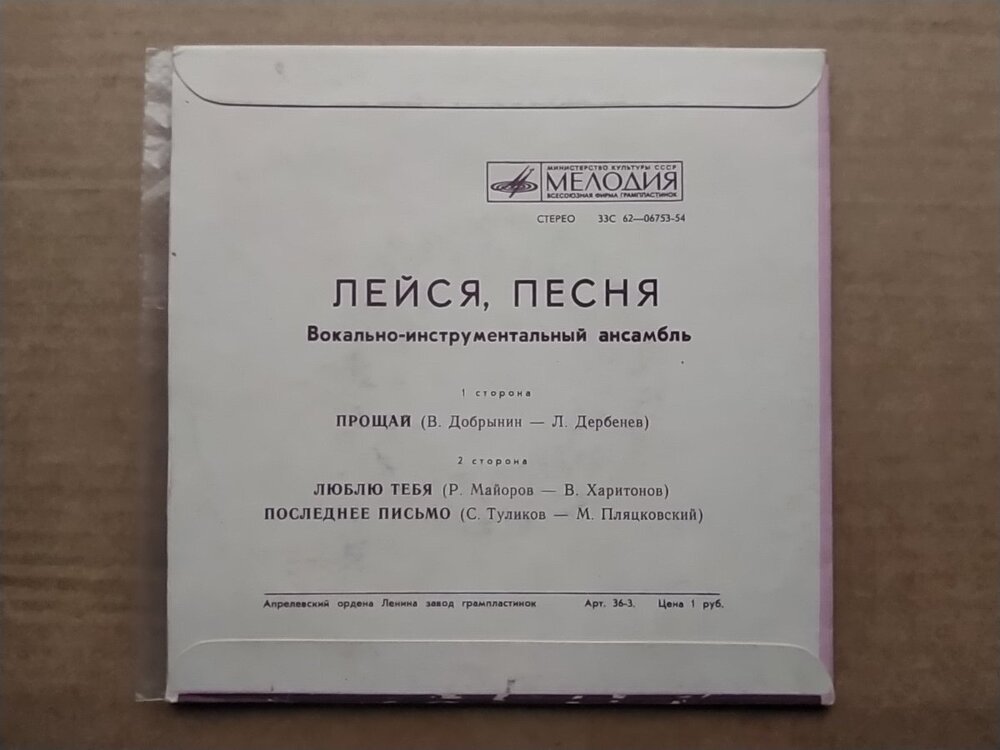 МИНИСТЕРСТВО КУЛЬТУРЫ СССР
МЕЛОДИЯ
ВСЕСОЮЗНАЯ ФИРМА ГРАМПЛАСТИНОК
СТЕРЕО 33С 62—06753-54
ЛЕЙСЯ, ПЕСНЯ
Вокально-инструментальный ансамбль
1 сторона
ПРОЩАЙ (В. Добрынин — Л. Дербенев)
2 сторона
ЛЮБЛЮ ТЕБЯ (Р. Майоров — В. Харитонов)
ПОСЛЕДНЕЕ ПИСЬМО (С. Туликов — М. Пляцковский)
Апрелевский ордена Ленина завод грампластинок Арт. 36-3. Цена 1 руб.